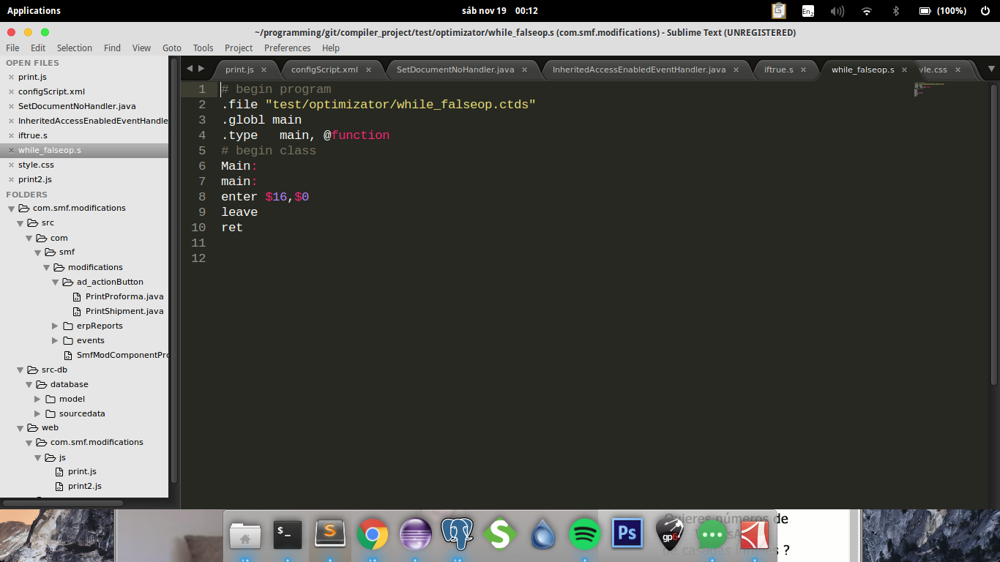 Applications
sáb nov 19 00:12
En2
(100%)
~/programming/git/compiler_project/test/optimizator/while_falseop.s (com.smf.modifications) - Sublime Text (UNREGISTERED)
File Edit Selection Find View Goto Tools Project Preferences Help
OPEN FILES
print.js
configScript.xml
SetDocumentNoHandler.java
InheritedAccessEnabledEventHandle
iftrue.s
while_falseop.s
style.css
print2.js
FOLDERS
com.smf.modifications
src
com
smf
modifications
ad_actionButton
PrintProforma.java
PrintShipment.java
erpReports
events
SmfModComponentPro
src-db
database
model
sourcedata
web
com.smf.modifications
js
print.js
print2.js
print.js configScript.xml SetDocumentNoHandler.java InheritedAccessEnabledEventHandler.java iftrue.s while_falseop.s yle.css
1 # begin program
2 .file "test/optimizator/while_falseop.ctds"
3 .globl main
4 .type   main, @function
5 # begin class
6 Main:
7 main:
8 enter $16,$0
9 leave
10 ret
11
12
$_
S
S
Ps
gp6
Quieres números de
?